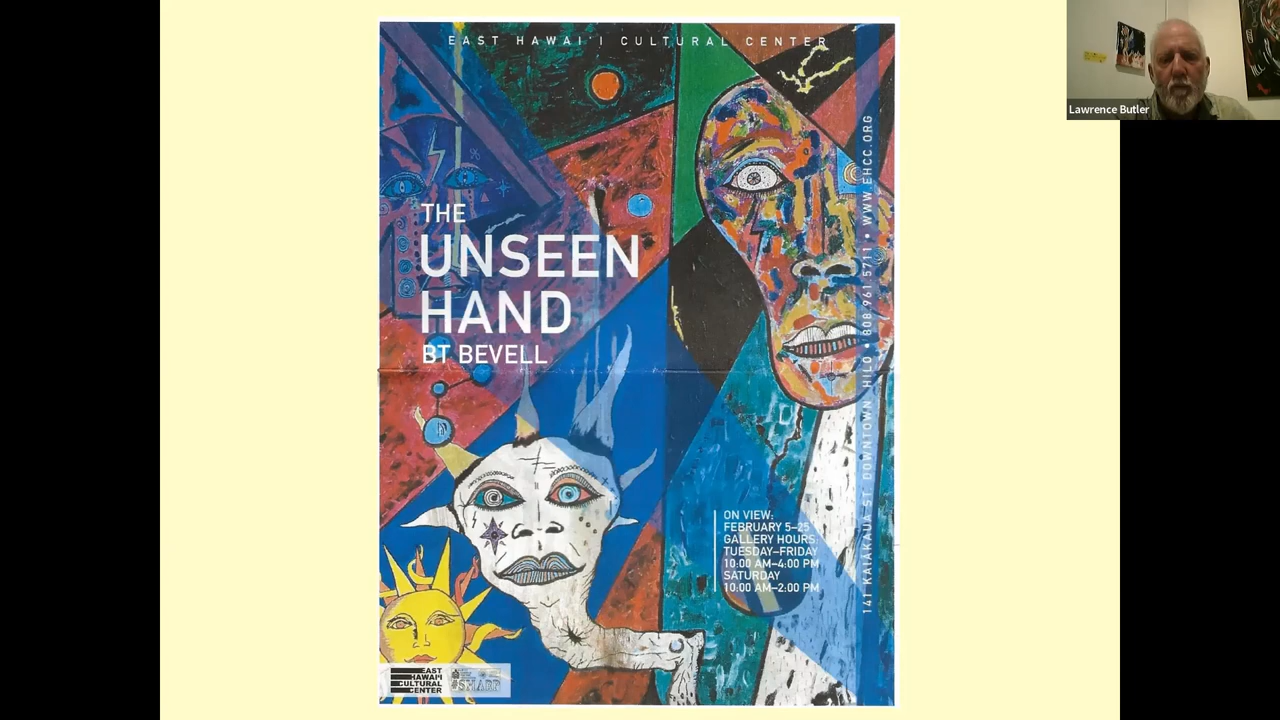 EAST HAWAI'I CULTURAL CENTER
Lawrence Butler
THE
UNSEEN
HAND
BT BEVELL
141 KAlAKAUA ST. DOWNTOWN HILO • 808.961.5711 • WWW.EHCC.ORG
ON VIEW:
FEBRUARY 5–25
GALLERY HOURS:
TUESDAY–FRIDAY
10:00 AM–4:00 PM
SATURDAY
10:00 AM–2:00 PM
EAST
HAWAI'I
CULTURAL
CENTER
SHARP